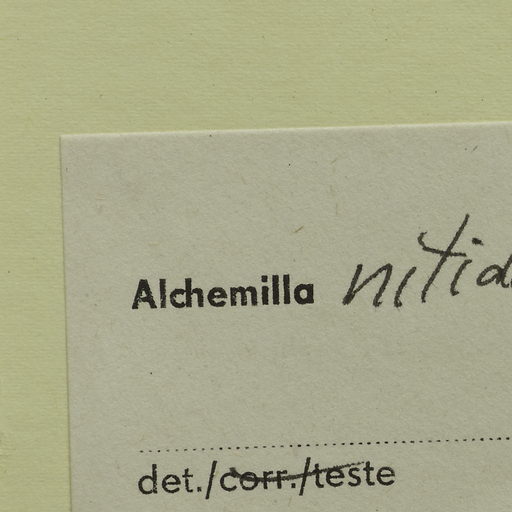 Alchemilla nitid
det./corr./teste